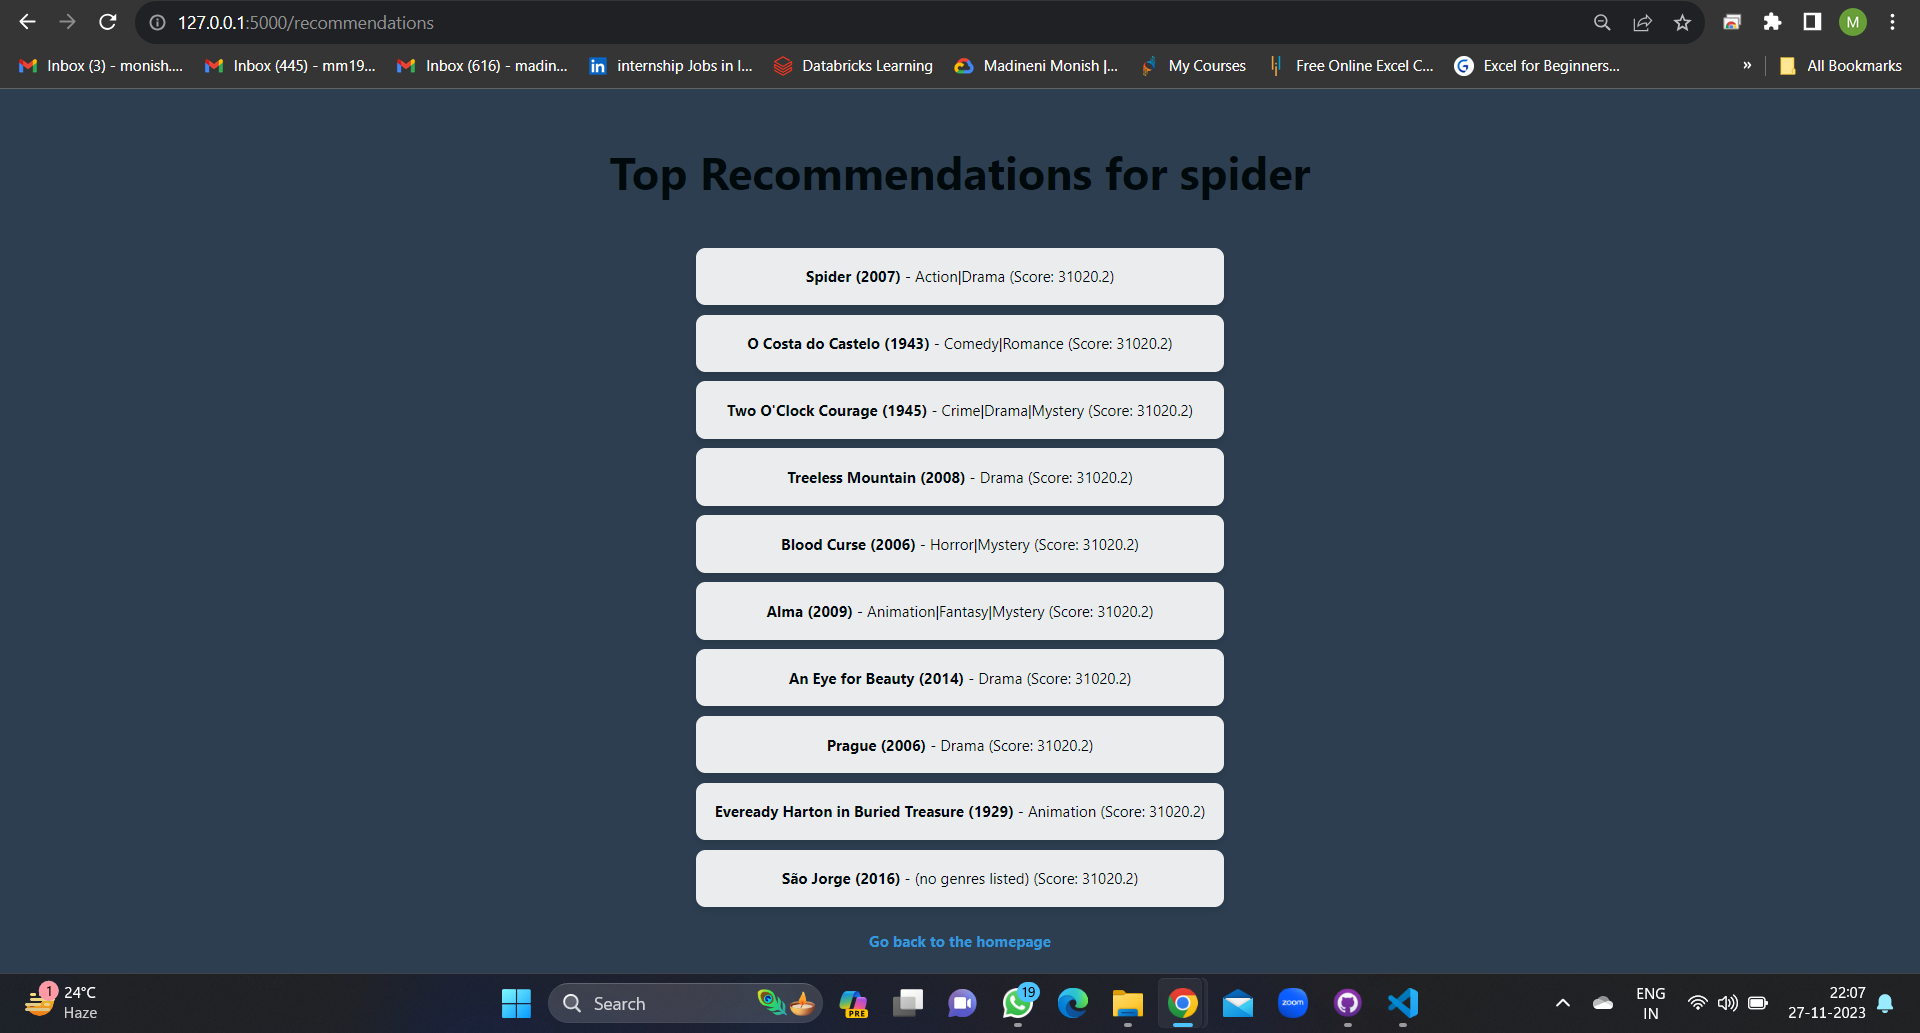 127.0.0.1:5000/recommendations
M
Inbox (3) - monish.... Inbox (445) - mm19... Inbox (616) - madin... internship Jobs in I... Databricks Learning Madineni Monish |... My Courses Free Online Excel C... Excel for Beginners... » All Bookmarks
Top Recommendations for spider
Spider (2007) - Action|Drama (Score: 31020.2)
O Costa do Castelo (1943) - Comedy|Romance (Score: 31020.2)
Two O'Clock Courage (1945) - Crime|Drama|Mystery (Score: 31020.2)
Treeless Mountain (2008) - Drama (Score: 31020.2)
Blood Curse (2006) - Horror|Mystery (Score: 31020.2)
Alma (2009) - Animation|Fantasy|Mystery (Score: 31020.2)
An Eye for Beauty (2014) - Drama (Score: 31020.2)
Prague (2006) - Drama (Score: 31020.2)
Eveready Harton in Buried Treasure (1929) - Animation (Score: 31020.2)
São Jorge (2016) - (no genres listed) (Score: 31020.2)
Go back to the homepage
1 24°C
Haze
Search
PRE
19
zoom
ENG
IN
22:07
27-11-2023